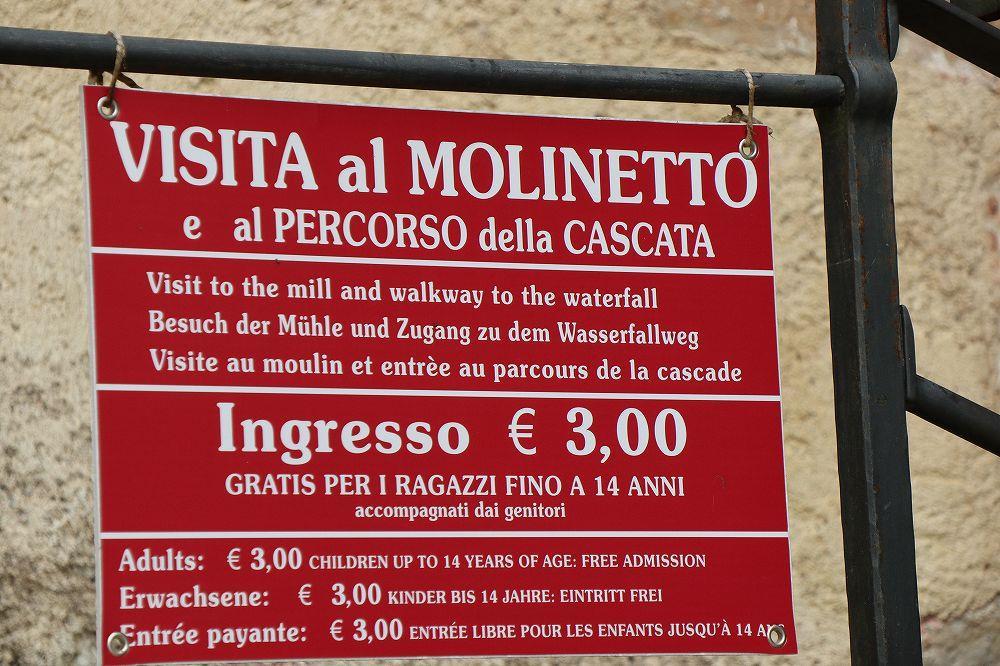 VISITA al MOLINETTO
e al PERCORSO della CASCATA
Visit to the mill and walkway to the waterfall
Besuch der Mühle und Zugang zu dem Wasserfallweg
Visite au moulin et entrèe au parcours de la cascade
Ingresso € 3,00
GRATIS PER I RAGAZZI FINO A 14 ANNI
accompagnati dai genitori
Adults: € 3,00 CHILDREN UP TO 14 YEARS OF AGE: FREE ADMISSION
Erwachsene: € 3,00 KINDER BIS 14 JAHRE: EINTRITT FREI
Entrée payante: € 3,00 ENTRÉE LIBRE POUR LES ENFANTS JUSQU'À 14